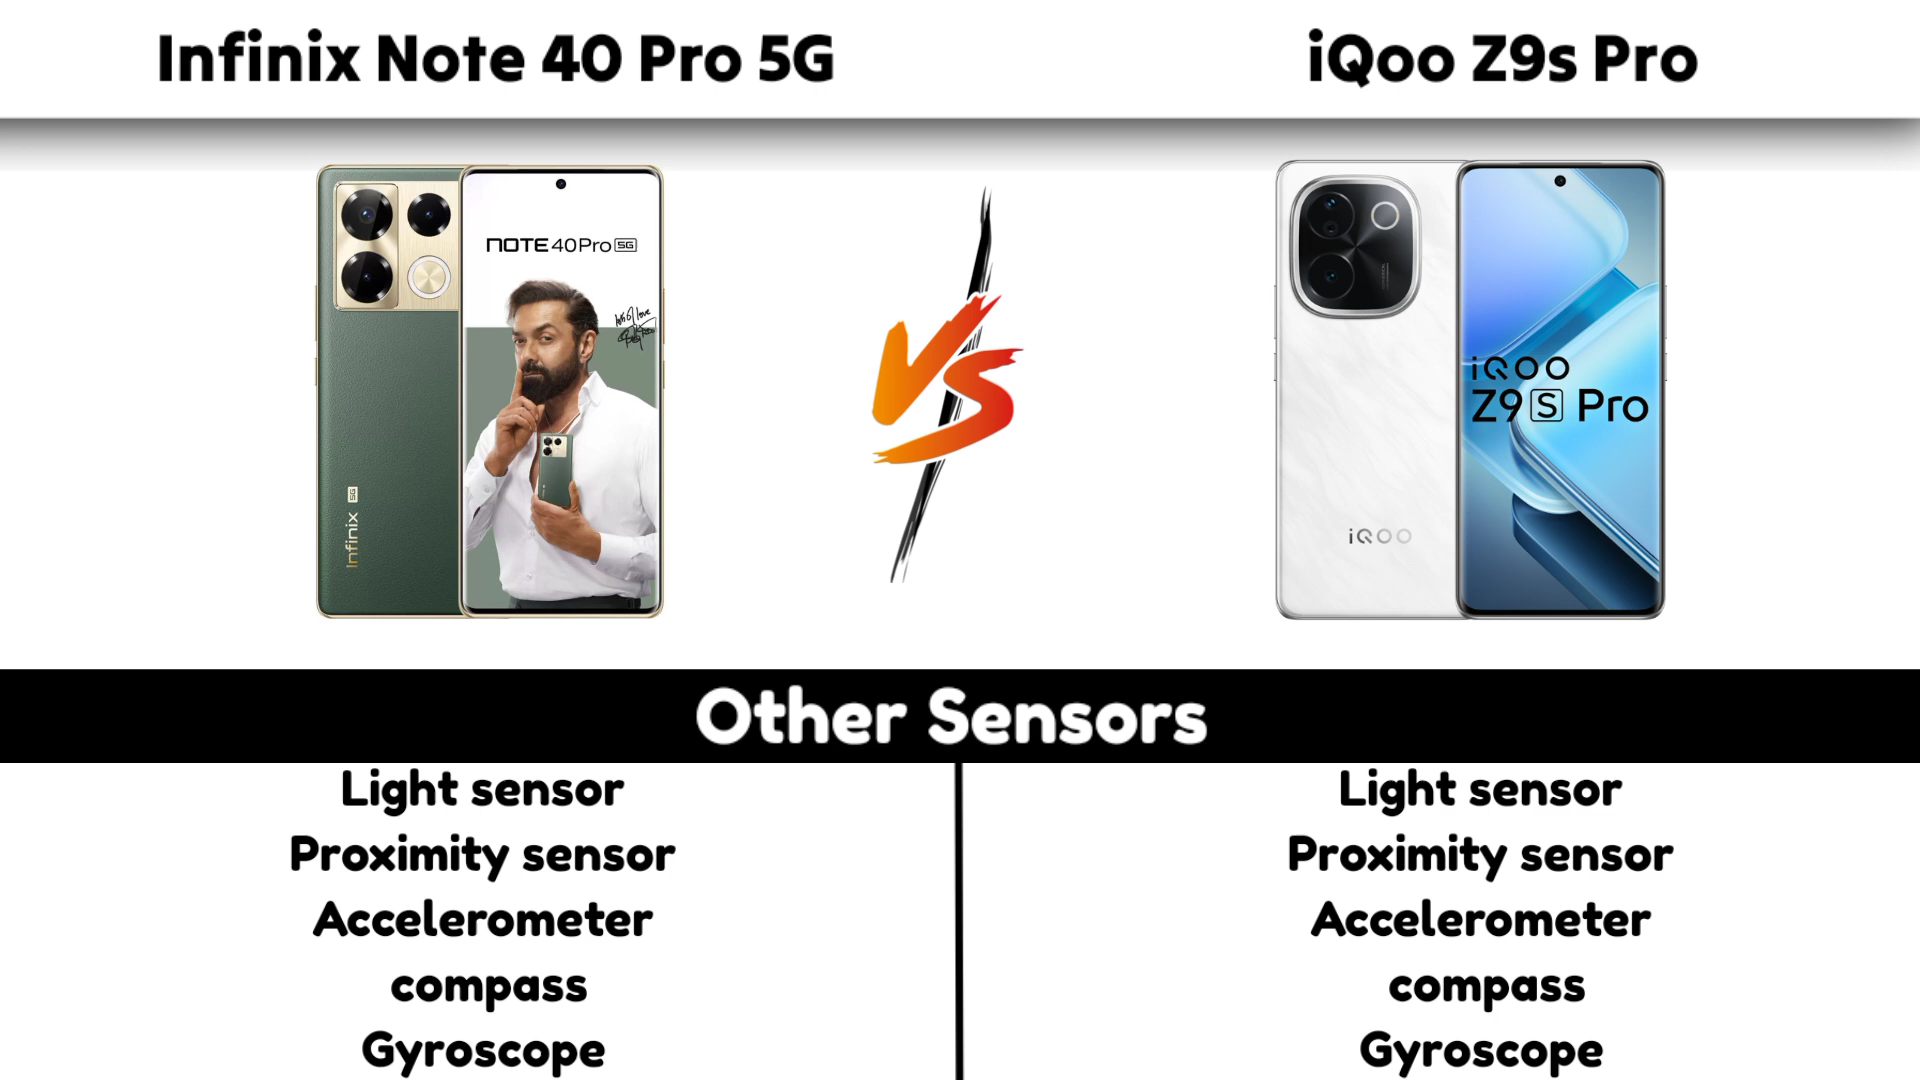 Infinix Note 40 Pro 5G
iQoo Z9s Pro
NOTE 40 Pro 5G
Infinix 5G
VS
iQOO
iQOO
Z9S Pro
Other Sensors
Light sensor
Proximity sensor
Accelerometer
compass
Gyroscope
Light sensor
Proximity sensor
Accelerometer
compass
Gyroscope